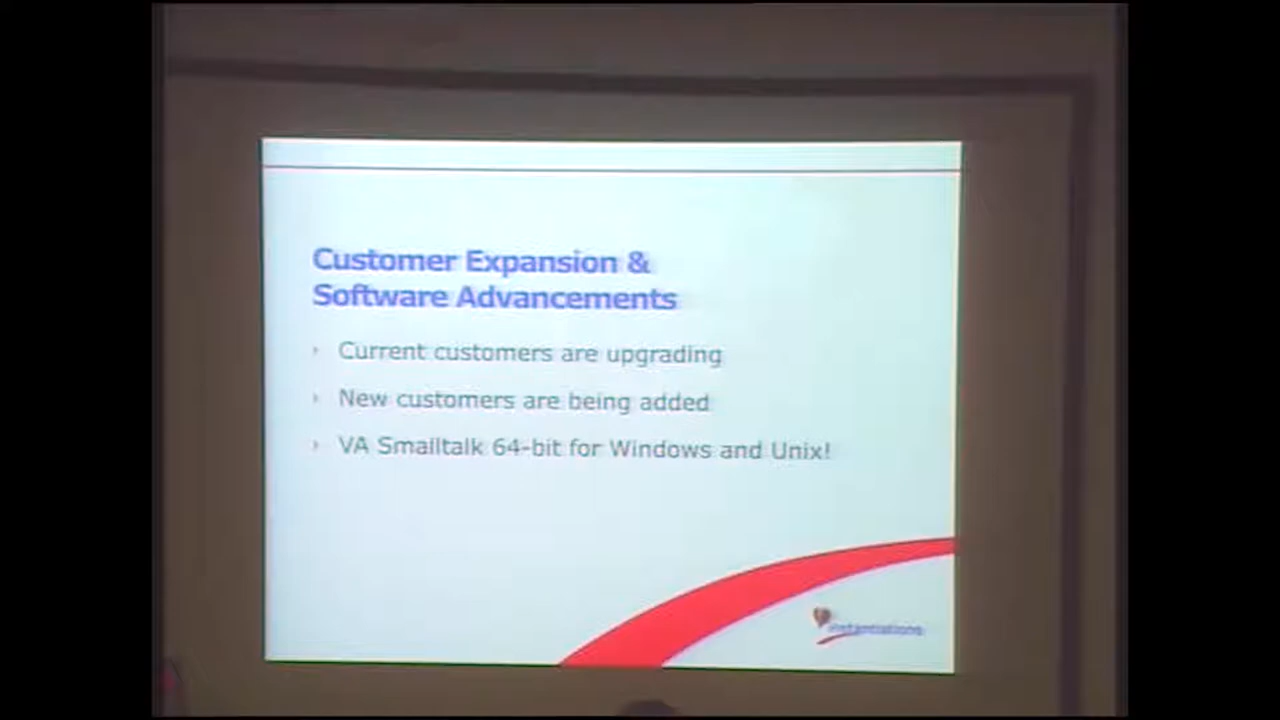 Customer Expansion &
Software Advancements
› Current customers are upgrading
› New customers are being added
› VA Smalltalk 64-bit for Windows and Unix!
instantiations